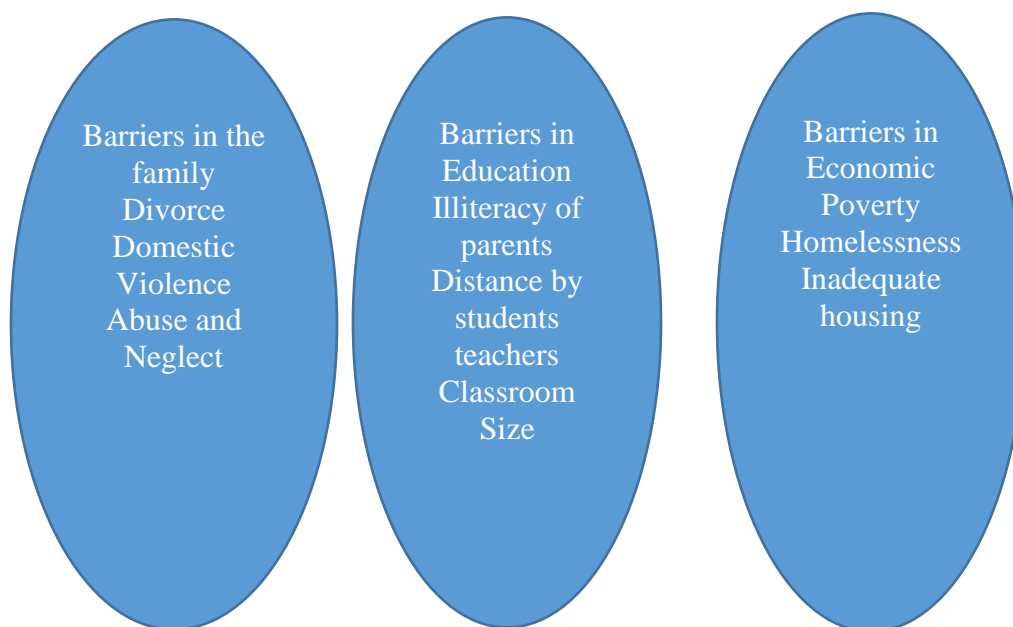 Barriers in the
family
Divorce
Domestic
Violence
Abuse and
Neglect
Barriers in
Education
Illiteracy of
parents
Distance by
students
teachers
Classroom
Size
Barriers in
Economic
Poverty
Homelessness
Inadequate
housing